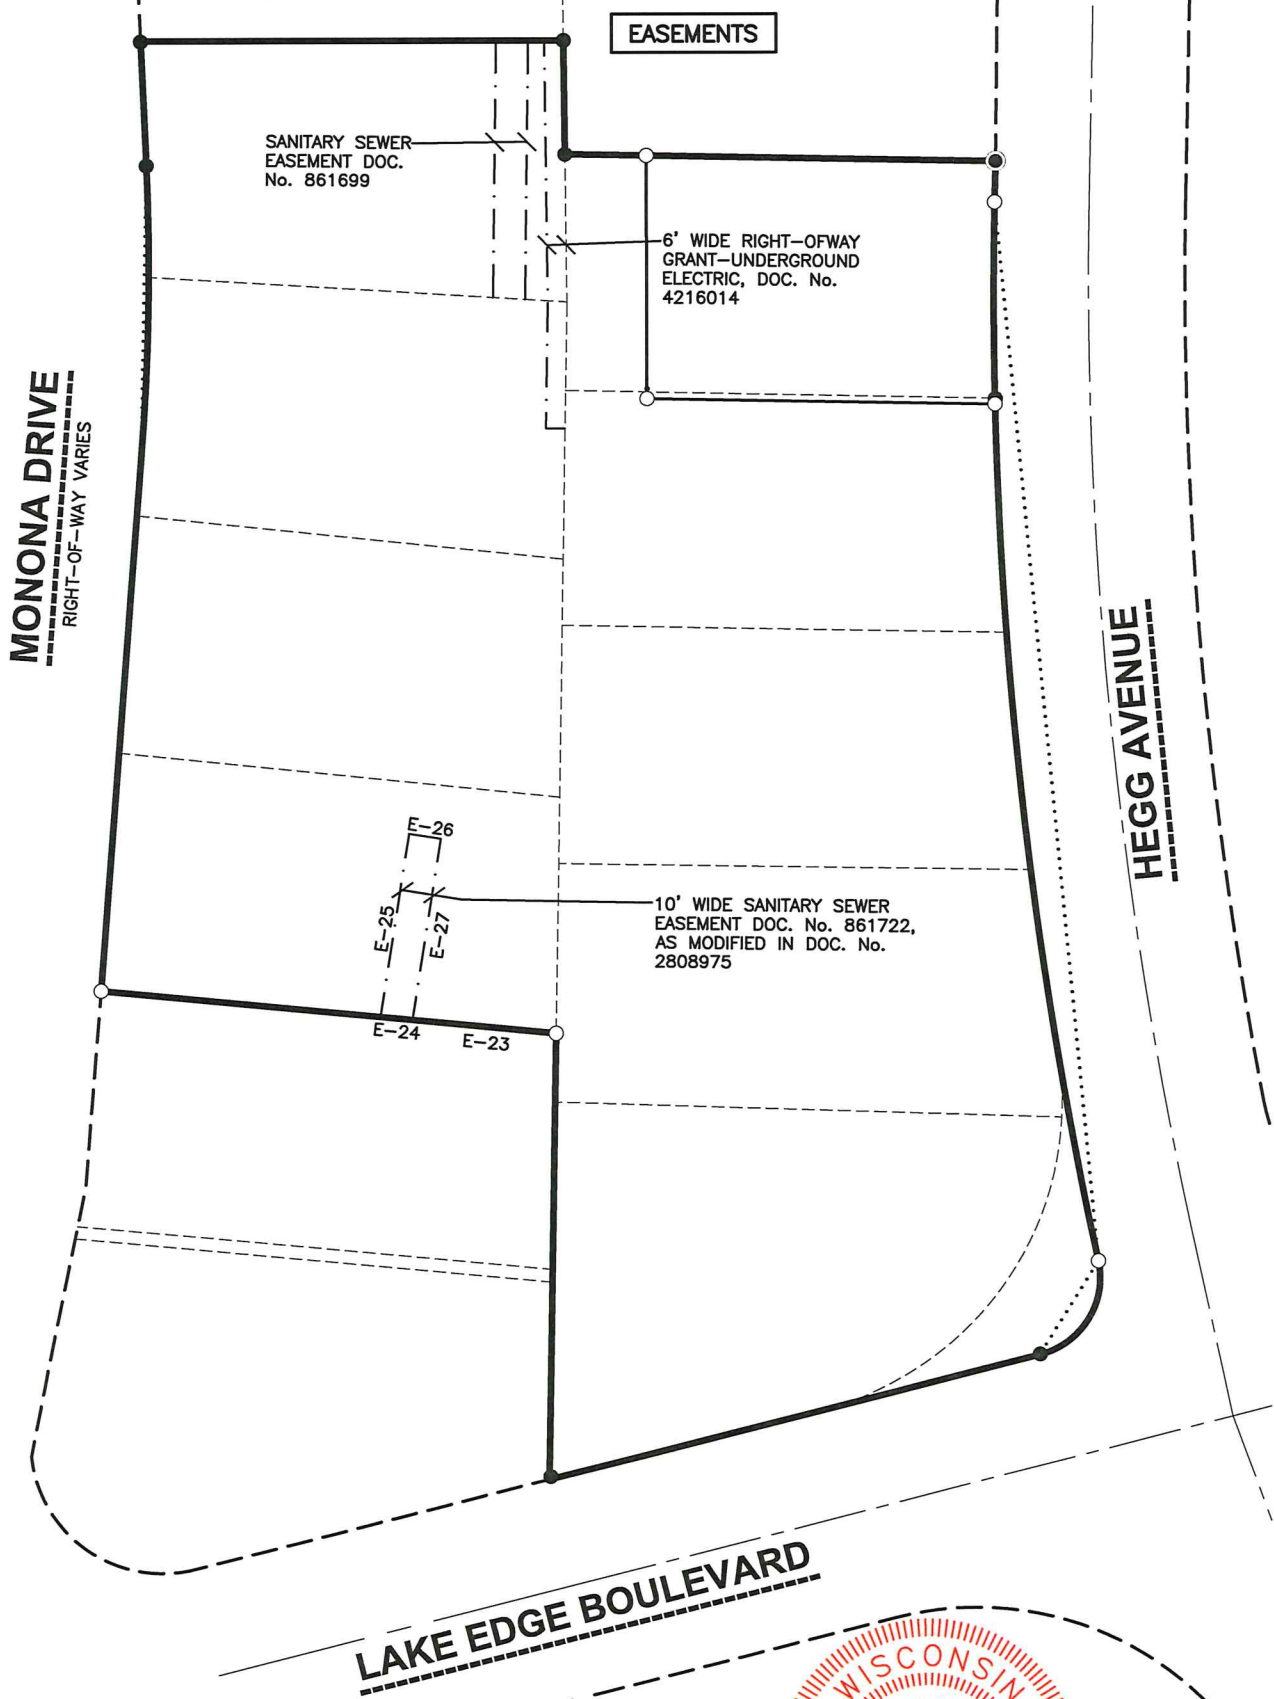 EASEMENTS
SANITARY SEWER
EASEMENT DOC.
No. 861699
6' WIDE RIGHT-OFWAY
GRANT-UNDERGROUND
ELECTRIC, DOC. No.
4216014
MONONA DRIVE
RIGHT-OF-WAY VARIES
HEGG AVENUE
E-26
E-25
E-27
10' WIDE SANITARY SEWER
EASEMENT DOC. No. 861722,
AS MODIFIED IN DOC. No.
2808975
E-24
E-23
LAKE EDGE BOULEVARD
WISCONSIN